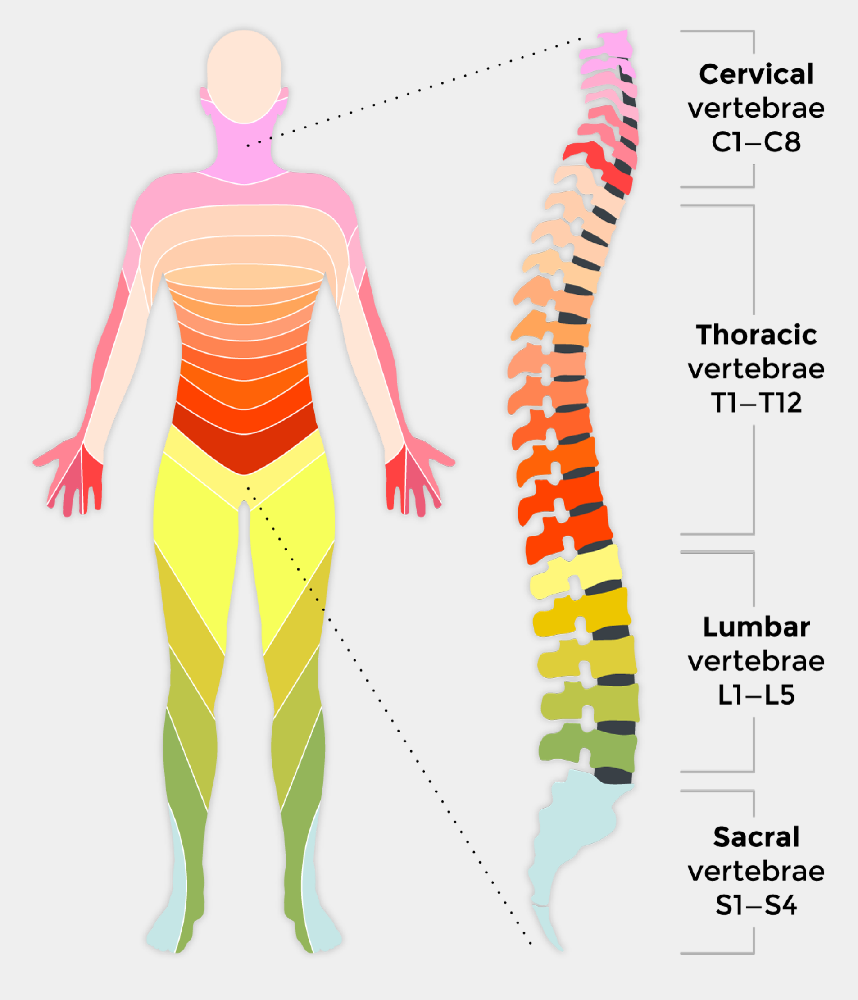 Cervical
vertebrae
C1–C8
Thoracic
vertebrae
T1–T12
Lumbar
vertebrae
L1–L5
Sacral
vertebrae
S1–S4